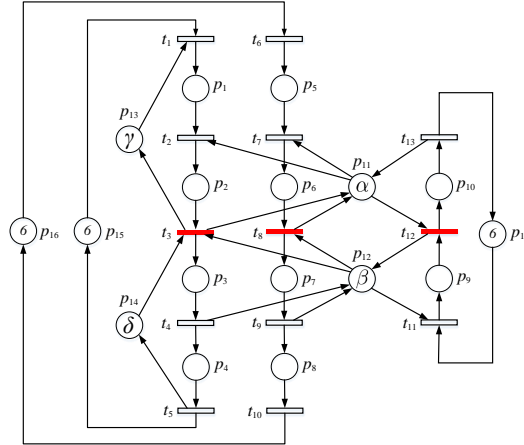 t1 t6
p1 p5
p13 p11
γ t2 t7 t13
p2 p6 α p10
6 p16 6 p15 t3 t8 t12 6 p1
p12
p14 p3 p7 β p9
δ t4 t9 t11
p4 p8
t5 t10